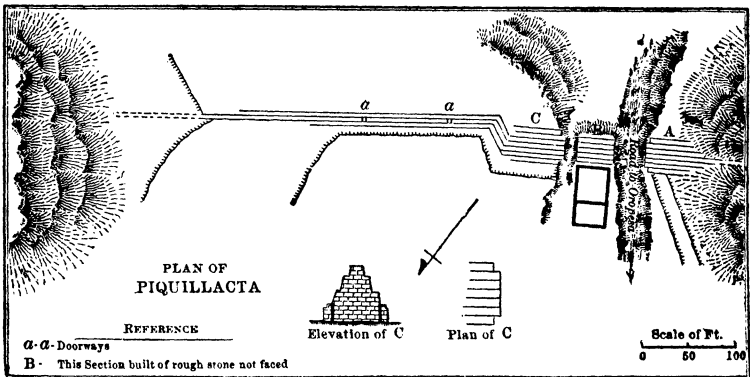 a a
C
B
A
PLAN OF
PIQUILLACTA
REFERENCE
a-a-Doorways
B- This Section built of rough stone not faced
Elevation of C
Plan of C
Scale of Ft.
0 50 100